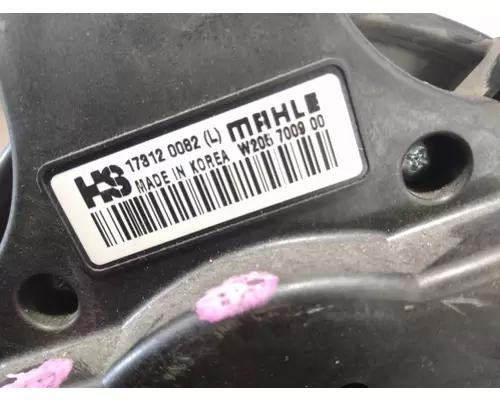 HS 17312 0082 (L) MAHLE
MADE IN KOREA W205 7009 00